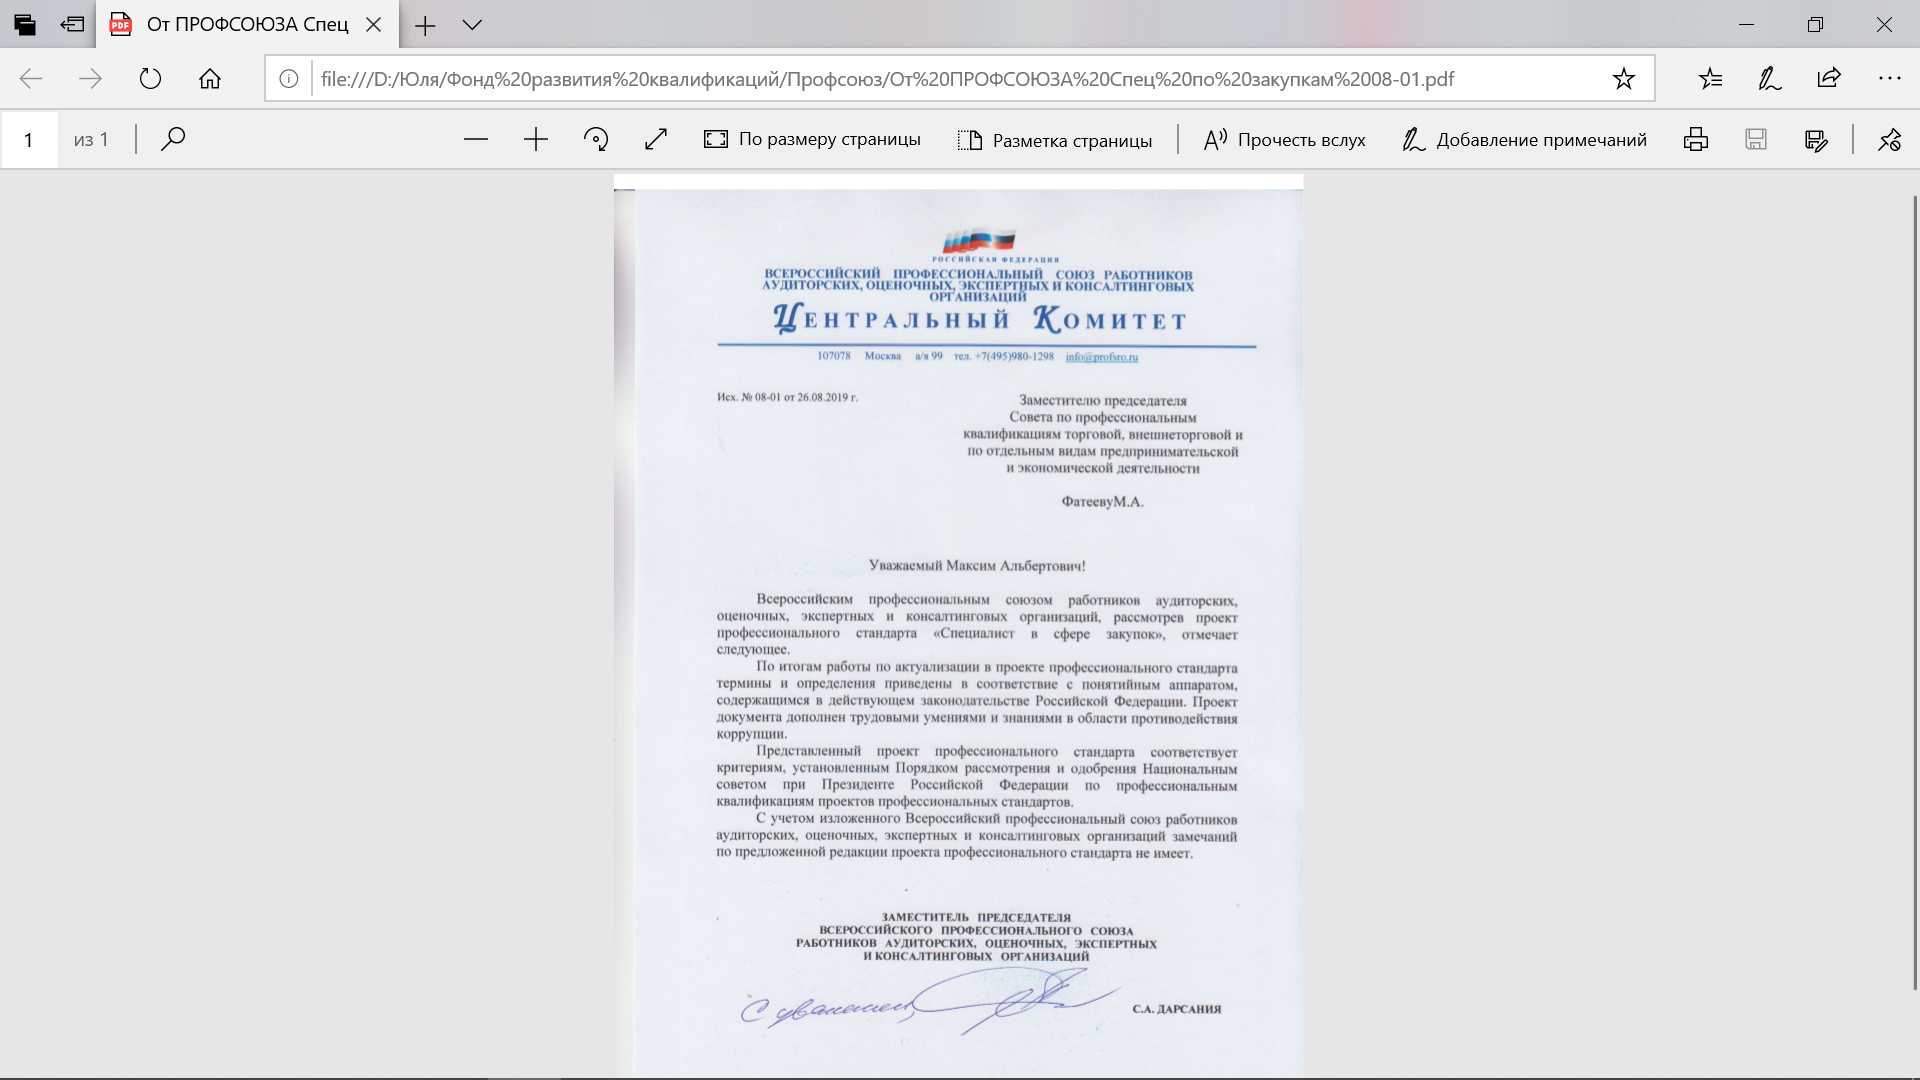 От ПРОФСОЮЗА Спец
file:///D:/Юля/Фонд%20развития%20квалификаций/Профсоюз/От%20ПРОФСОЮЗА%20Спец%20по%20закупкам%2008-01.pdf
1 из 1 По размеру страницы Разметка страницы Прочесть вслух Добавление примечаний
РОССИЙСКАЯ ФЕДЕРАЦИЯ
ВСЕРОССИЙСКИЙ ПРОФЕССИОНАЛЬНЫЙ СОЮЗ РАБОТНИКОВ
АУДИТОРСКИХ, ОЦЕНОЧНЫХ, ЭКСПЕРТНЫХ И КОНСАЛТИНГОВЫХ
ОРГАНИЗАЦИЙ
ЦЕНТРАЛЬНЫЙ КОМИТЕТ
107078 Москва а/я 99 тел. +7(495)980-1298 info@profsro.ru
Исх. № 08-01 от 26.08.2019 г.
Заместителю председателя
Совета по профессиональным
квалификациям торговой, внешнеторговой и
по отдельным видам предпринимательской
и экономической деятельности
ФатеевуМ.А.
Уважаемый Максим Альбертович!
Всероссийским профессиональным союзом работников аудиторских,
оценочных, экспертных и консалтинговых организаций, рассмотрев проект
профессионального стандарта «Специалист в сфере закупок», отмечает
следующее.
По итогам работы по актуализации в проекте профессионального стандарта
термины и определения приведены в соответствие с понятийным аппаратом,
содержащимся в действующем законодательстве Российской Федерации. Проект
документа дополнен трудовыми умениями и знаниями в области противодействия
коррупции.
Представленный проект профессионального стандарта соответствует
критериям, установленным Порядком рассмотрения и одобрения Национальным
советом при Президенте Российской Федерации по профессиональным
квалификациям проектов профессиональных стандартов.
С учетом изложенного Всероссийский профессиональный союз работников
аудиторских, оценочных, экспертных и консалтинговых организаций замечаний
по предложенной редакции проекта профессионального стандарта не имеет.
ЗАМЕСТИТЕЛЬ ПРЕДСЕДАТЕЛЯ
ВСЕРОССИЙСКОГО ПРОФЕССИОНАЛЬНОГО СОЮЗА
РАБОТНИКОВ АУДИТОРСКИХ, ОЦЕНОЧНЫХ, ЭКСПЕРТНЫХ
И КОНСАЛТИНГОВЫХ ОРГАНИЗАЦИЙ
С уважением,
С.А. ДАРСАНИЯ